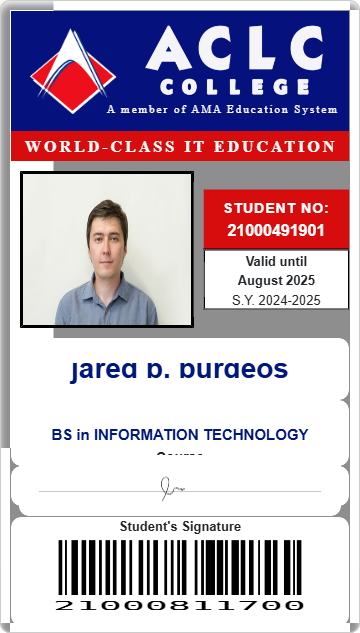 ACLC
COLLEGE
A member of AMA Education System
WORLD-CLASS IT EDUCATION
STUDENT NO:
21000491901
Valid until
August 2025
S.Y. 2024-2025
jared b. burgeos
BS in INFORMATION TECHNOLOGY
Course
Student's Signature
21000811700